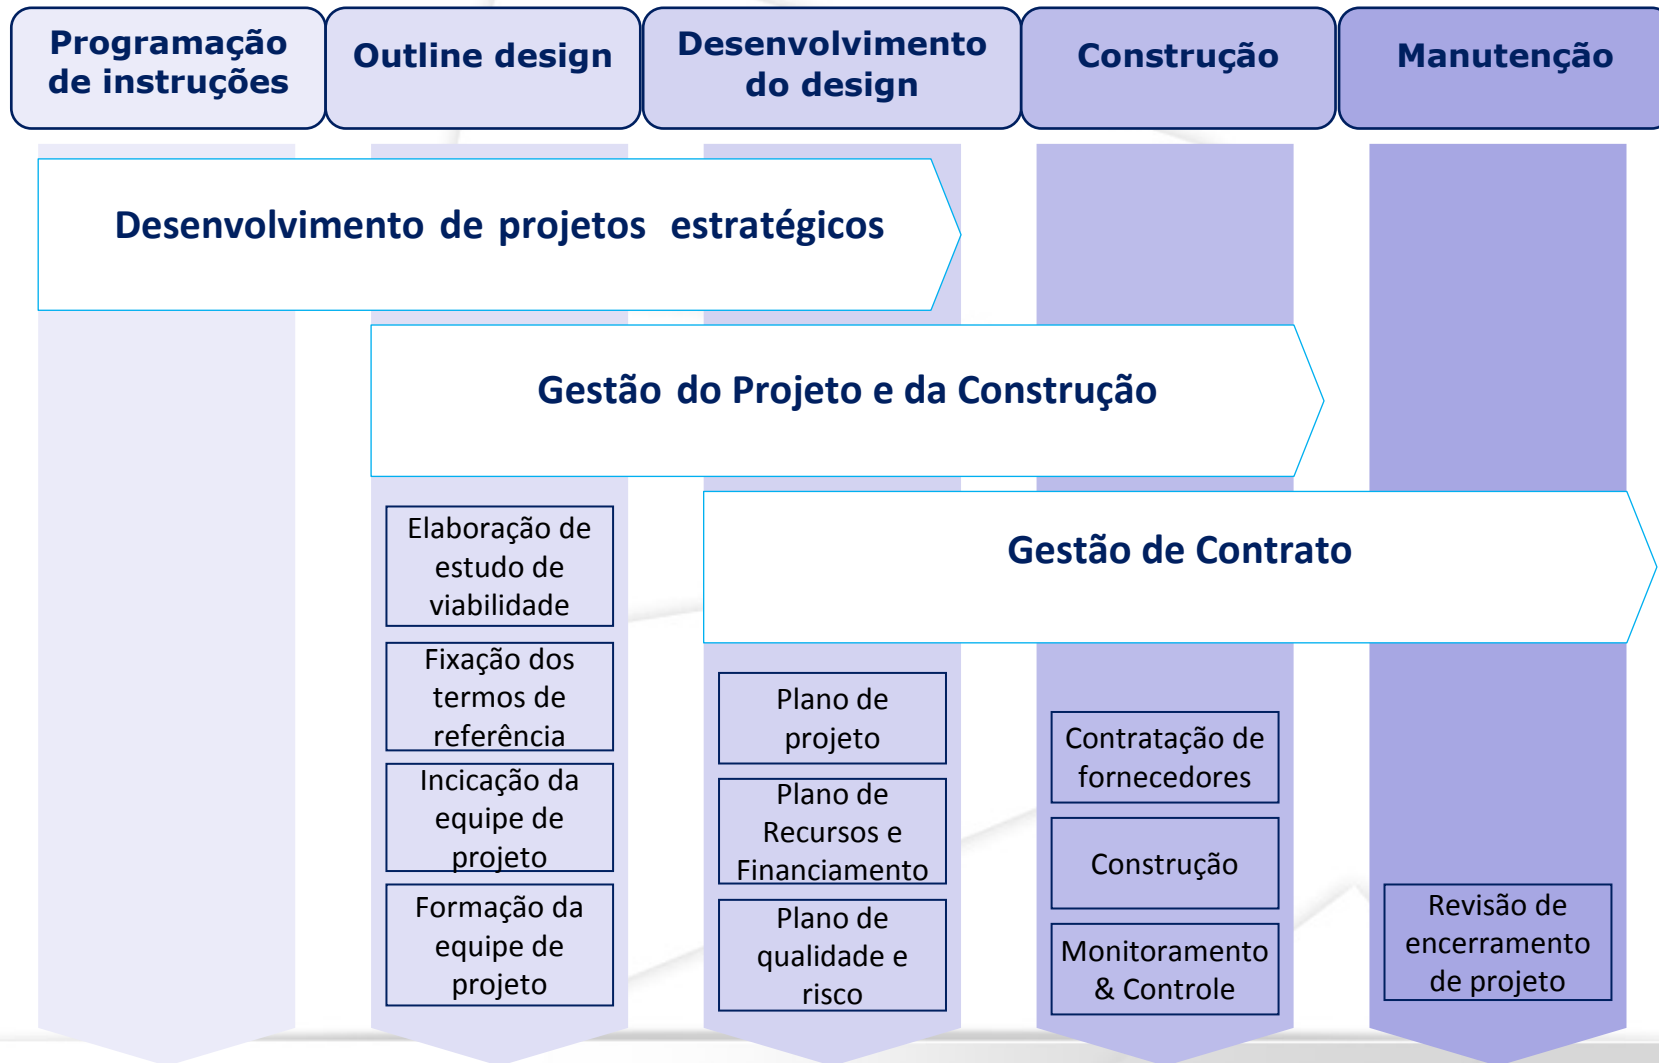 Programação
de instruções
Outline design
Desenvolvimento
do design
Construção
Manutenção
Desenvolvimento de projetos estratégicos
Gestão do Projeto e da Construção
Gestão de Contrato
Elaboração de
estudo de
viabilidade
Fixação dos
termos de
referência
Incicação da
equipe de
projeto
Formação da
equipe de
projeto
Plano de
projeto
Plano de
Recursos e
Financiamento
Plano de
qualidade e
risco
Contratação de
fornecedores
Construção
Monitoramento
& Controle
Revisão de
encerramento
de projeto